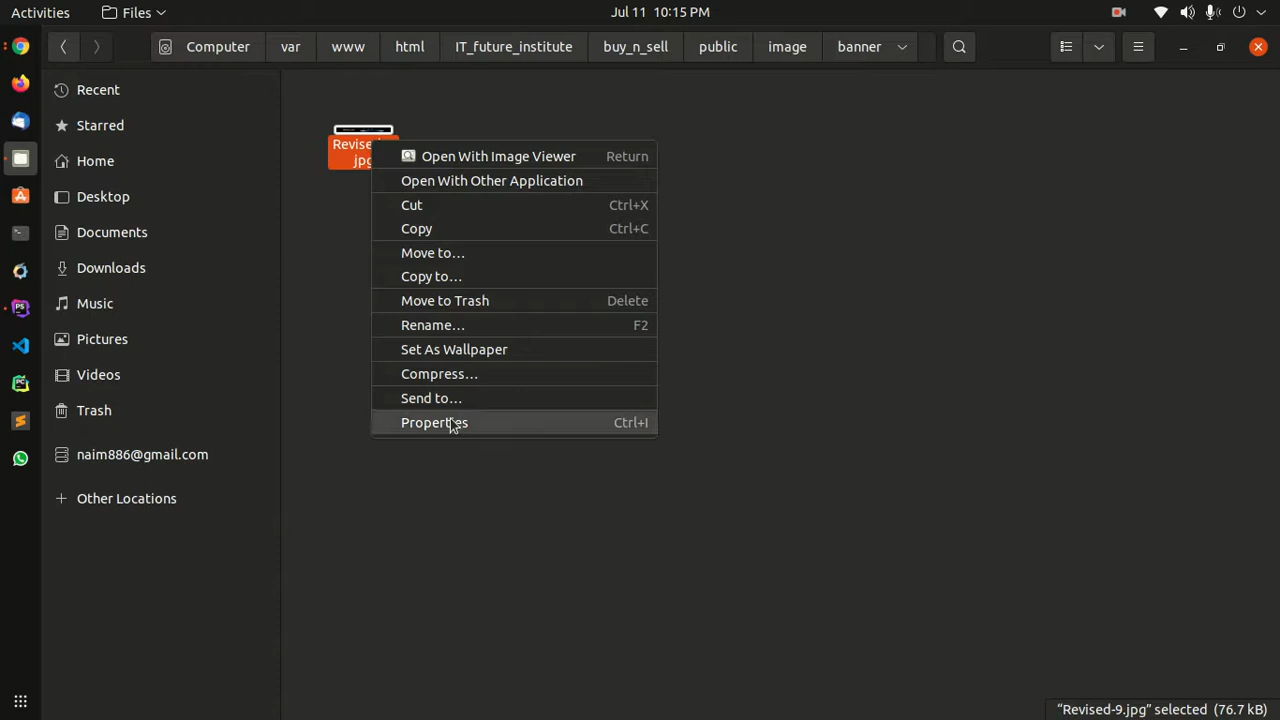 Activities
Files
Jul 11 10:15 PM
Computer
var
www
html
IT_future_institute
buy_n_sell
public
image
banner
Recent
Starred
Home
Desktop
Documents
Downloads
Music
Pictures
Videos
Trash
naim886@gmail.com
Other Locations
jpg
Open With Image Viewer Return
Open With Other Application
Cut Ctrl+X
Copy Ctrl+C
Move to…
Copy to…
Move to Trash Delete
Rename… F2
Set As Wallpaper
Compress…
Send to…
Properties Ctrl+I
“Revised-9.jpg” selected (76.7 kB)